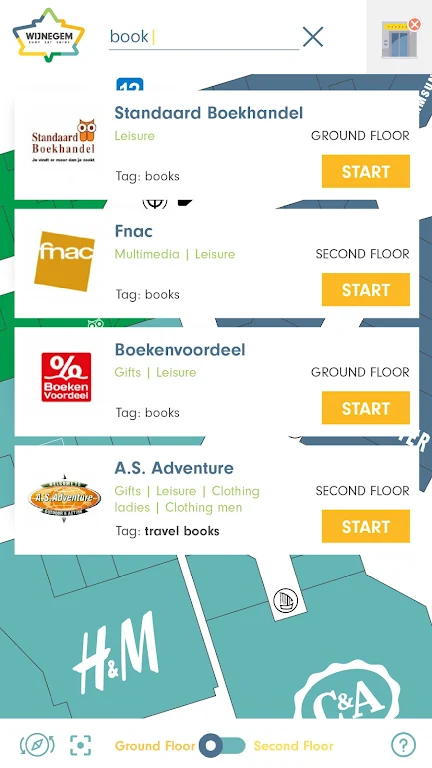 WIJNEGEM
SHOP EAT ENJOY
book
12
Standaard Boekhandel
Leisure
GROUND FLOOR
Standaard
Boekhandel
Je vindt er meer dan je zoekt
Tag: books
START
Fnac
Multimedia | Leisure
SECOND FLOOR
fnac
Tag: books
START
Boekenvoordeel
Gifts | Leisure
GROUND FLOOR
%
Boeken
Voordeel
Tag: books
START
A.S. Adventure
Gifts | Leisure | Clothing
ladies | Clothing men
SECOND FLOOR
A.S. Adventure
Tag: travel books
START
H&M
C&A
Ground Floor
Second Floor
?